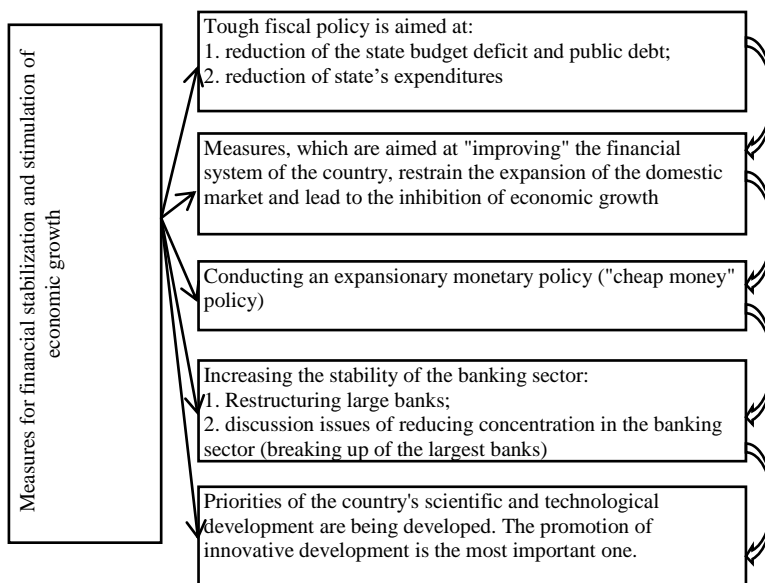 Measures for financial stabilization and stimulation of
economic growth
Tough fiscal policy is aimed at:
1. reduction of the state budget deficit and public debt;
2. reduction of state’s expenditures
Measures, which are aimed at "improving" the financial
system of the country, restrain the expansion of the domestic
market and lead to the inhibition of economic growth
Conducting an expansionary monetary policy ("cheap money"
policy)
Increasing the stability of the banking sector:
1. Restructuring large banks;
2. discussion issues of reducing concentration in the banking
sector (breaking up of the largest banks)
Priorities of the country's scientific and technological
development are being developed. The promotion of
innovative development is the most important one.